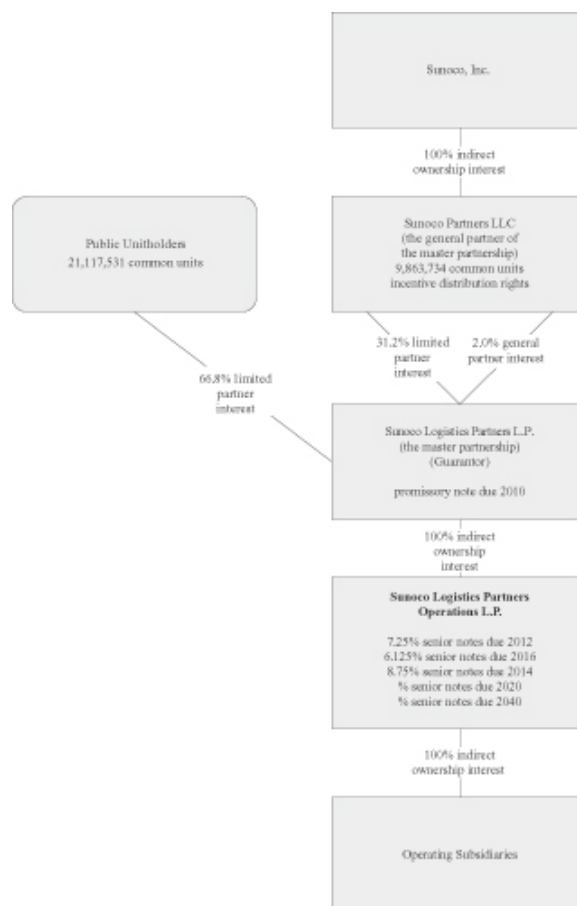 Sunoco, Inc.
100% indirect
ownership interest
Public Unitholders
21,117,531 common units
Sunoco Partners LLC
(the general partner of
the master partnership)
9,863,734 common units
incentive distribution rights
31.2% limited
partner
interest
2.0% general
partner interest
66.8% limited
partner
interest
Sunoco Logistics Partners L.P.
(the master partnership)
(Guarantor)
promissory note due 2010
100% indirect
ownership
interest
Sunoco Logistics Partners
Operations L.P.
7.25% senior notes due 2012
6.125% senior notes due 2016
8.75% senior notes due 2014
% senior notes due 2020
% senior notes due 2040
100% indirect
ownership interest
Operating Subsidiaries